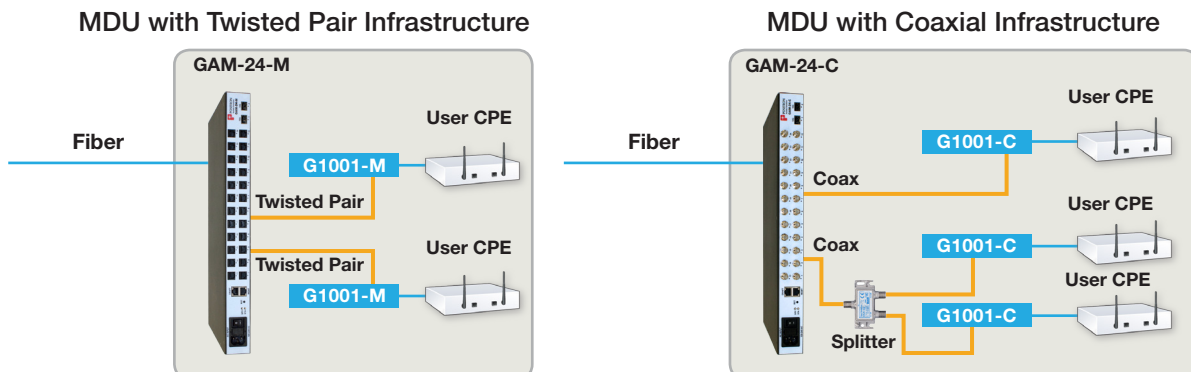 MDU with Twisted Pair Infrastructure
GAM-24-M
Fiber
User CPE
G1001-M
Twisted Pair
Twisted Pair
User CPE
G1001-M
MDU with Coaxial Infrastructure
GAM-24-C
Fiber
User CPE
G1001-C
Coax
User CPE
Coax
G1001-C
User CPE
G1001-C
Splitter